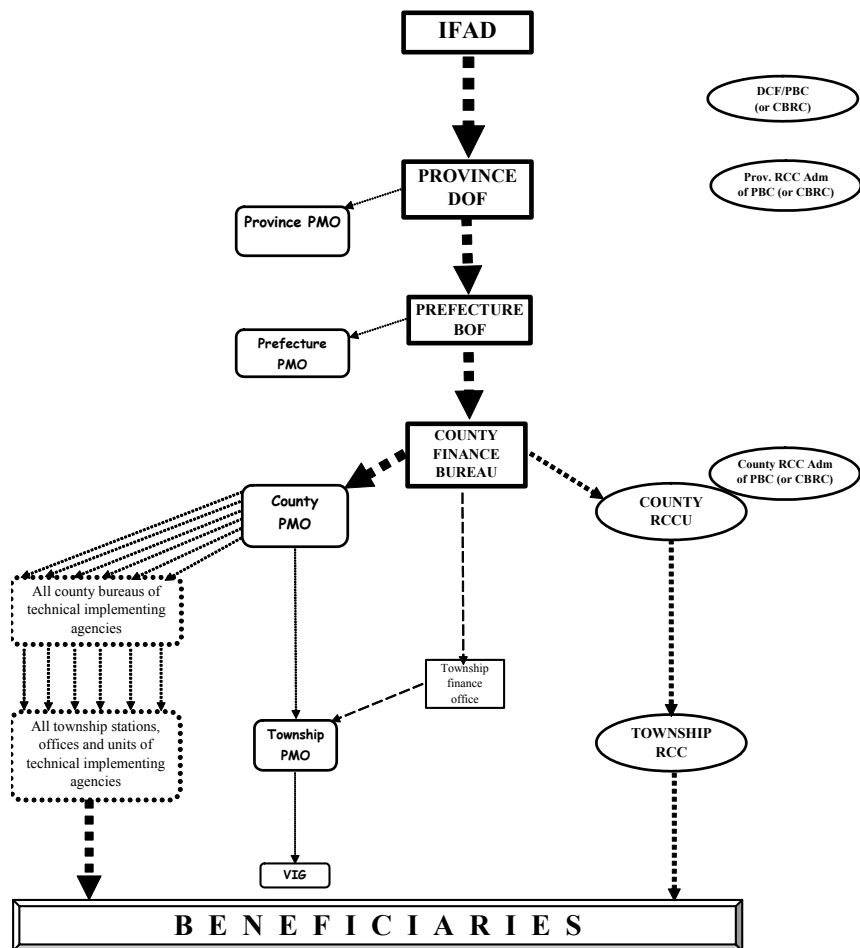 IFAD
DCF/PBC
(or CBRC)
PROVINCE
DOF
Prov. RCC Adm
of PBC (or CBRC)
Province PMO
PREFECTURE
BOF
Prefecture
PMO
COUNTY
FINANCE
BUREAU
County RCC Adm
of PBC (or CBRC)
County
PMO
COUNTY
RCCU
All county bureaus of
technical implementing
agencies
Township
finance
office
All township stations,
offices and units of
technical implementing
agencies
Township
PMO
TOWNSHIP
RCC
VIG
B E N E F I C I A R I E S